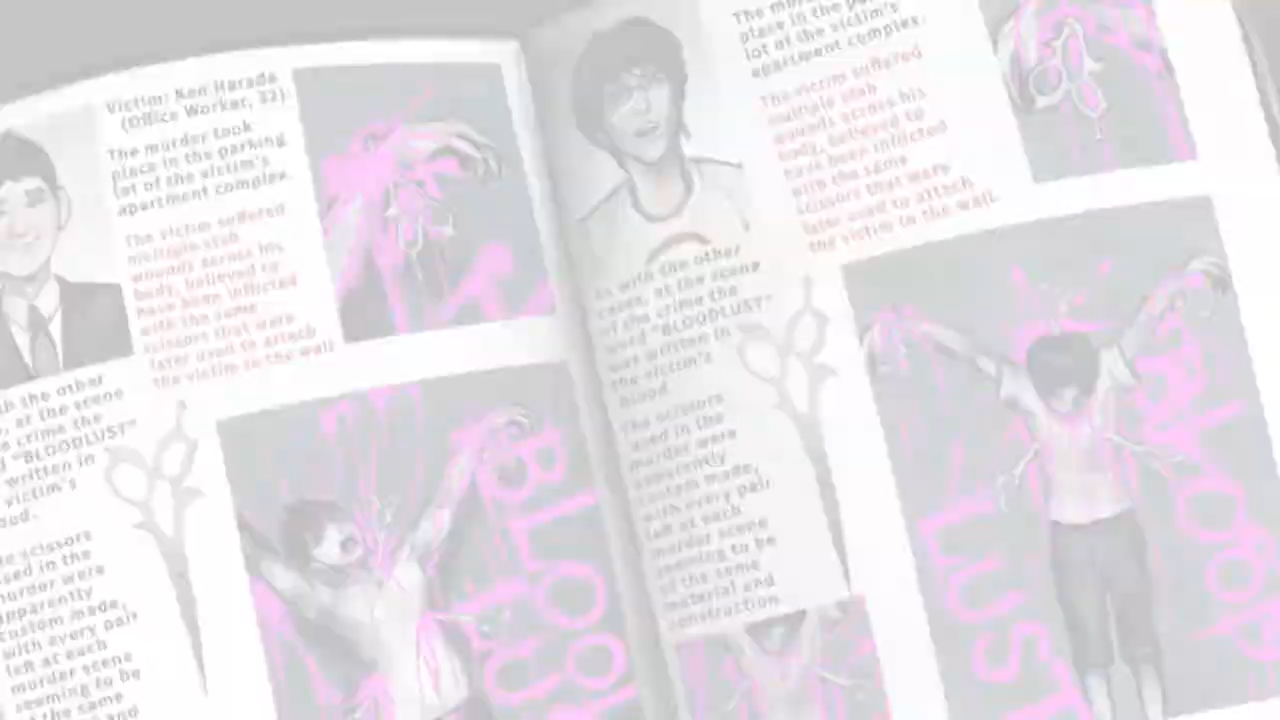 Victim: Ken Harada
(Office Worker, 32)
The murder took
place in the parking
lot of the victim's
apartment complex.
The victim suffered
multiple stab
wounds across his
body, believed to
have been inflicted
with the same
scissors that were
later used to attach
the victim to the wall
the other
at the scene
crime the
"BLOODLUST"
written in
victim's
scissors
in the
murder were
apparently
custom made,
with every pair
left at each
murder scene
seeming to be
the same
and
BLOOD
place in the
lot of the victim's
apartment complex.
The victim suffered
multiple stab
wounds across his
body, believed to
have been inflicted
with the same
scissors that were
later used to attach
the victim to the wall
As with the other
cases, at the scene
of the crime the
word "BLOODLUST"
was written in
the victim's
blood.
The scissors
used in the
murder were
apparently
custom made,
with every pair
left at each
murder scene
seeming to be
of the same
material and
construction
BLOOD
LUST